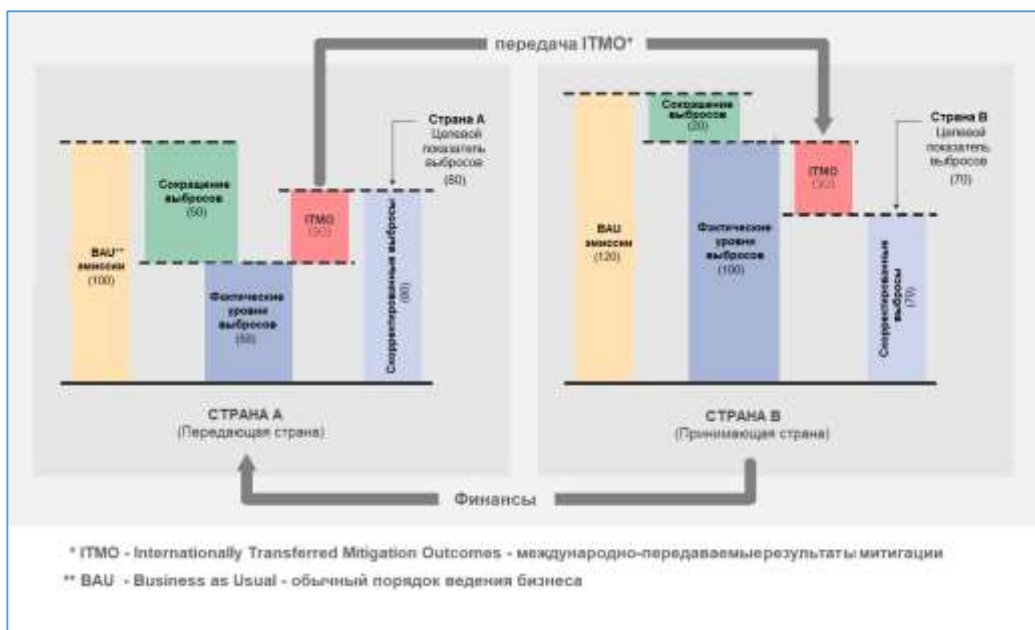 передача ITMO*
Страна А
Целевой
показатель
выбросов
(80)
Сокращение
выбросов
(50)
ITMO
(30)
BAU**
эмиссии
(100)
Фактические
уровни
выбросов
(50)
Скорректированные выбросы
(80)
СТРАНА А
(Передающая страна)
Сокращение
выбросов
(20)
Страна В
Целевой
показатель
выбросов
(70)
ITMO
(30)
BAU
эмиссии
(120)
Фактические
уровни
выбросов
(100)
Скорректированные
выбросы
(70)
СТРАНА В
(Принимающая страна)
Финансы
* ITMO - Internationally Transferred Mitigation Outcomes - международно-передаваемые результаты митигации
** BAU - Business as Usual - обычный порядок ведения бизнеса